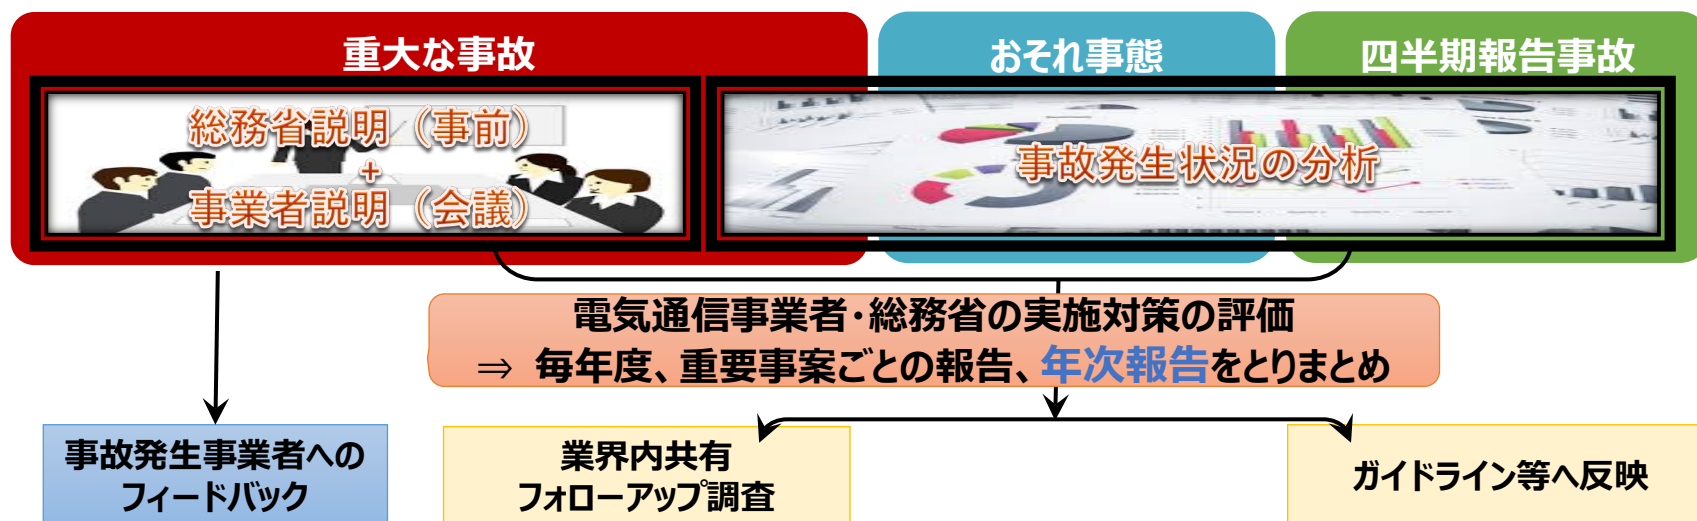 重大な事故
おそれ事態
四半期報告事故
総務省説明（事前）
+
事業者説明（会議）
事故発生状況の分析
電気通信事業者・総務省の実施対策の評価
⇒ 毎年度、重要事案ごとの報告、年次報告をとりまとめ
事故発生事業者への
フィードバック
業界内共有
フォローアップ調査
ガイドライン等へ反映